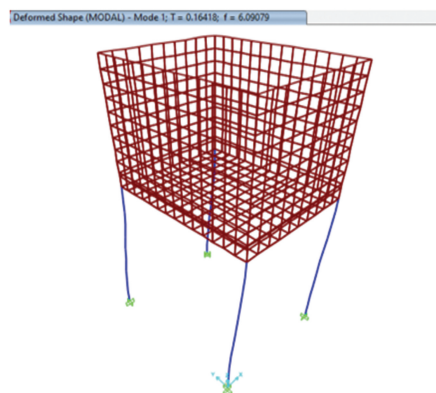 Deformed Shape (MODAL) - Mode 1; T = 0.16418; f = 6.09079